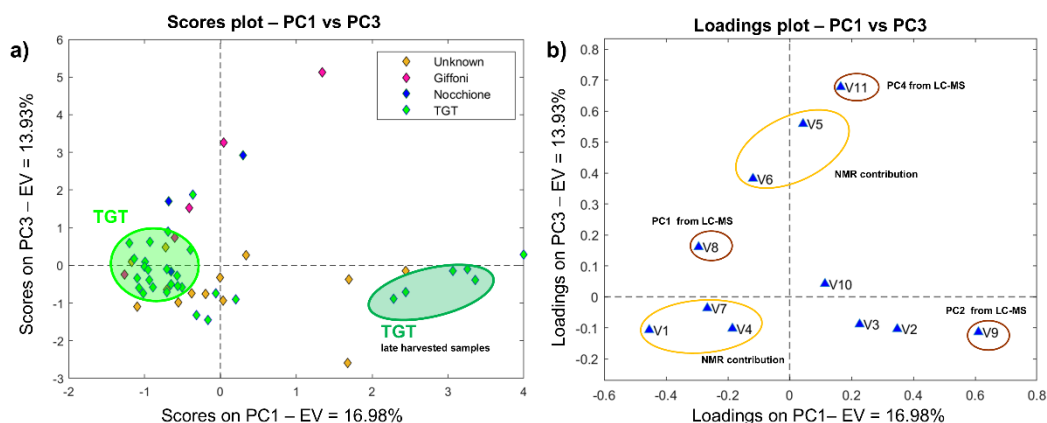 a)
Scores plot – PC1 vs PC3
Unknown
Giffoni
Nocchione
TGT
6
5
4
3
2
1
0
-1
-2
-3
Scores on PC3 – EV = 13.93%
TGT
TGT
late harvested samples
-2
-1
0
1
2
3
4
Scores on PC1 – EV = 16.98%
b)
Loadings plot – PC1 vs PC3
0.8
0.7
0.6
0.5
0.4
0.3
0.2
0.1
0
-0.1
-0.2
Loadings on PC3 – EV = 13.93%
V11
PC4 from LC-MS
V5
V6
NMR contribution
PC1 from LC-MS
V8
V10
V7
V1
V4
NMR contribution
V3
V2
PC2 from LC-MS
V9
-0.6
-0.4
-0.2
0
0.2
0.4
0.6
0.8
Loadings on PC1– EV = 16.98%